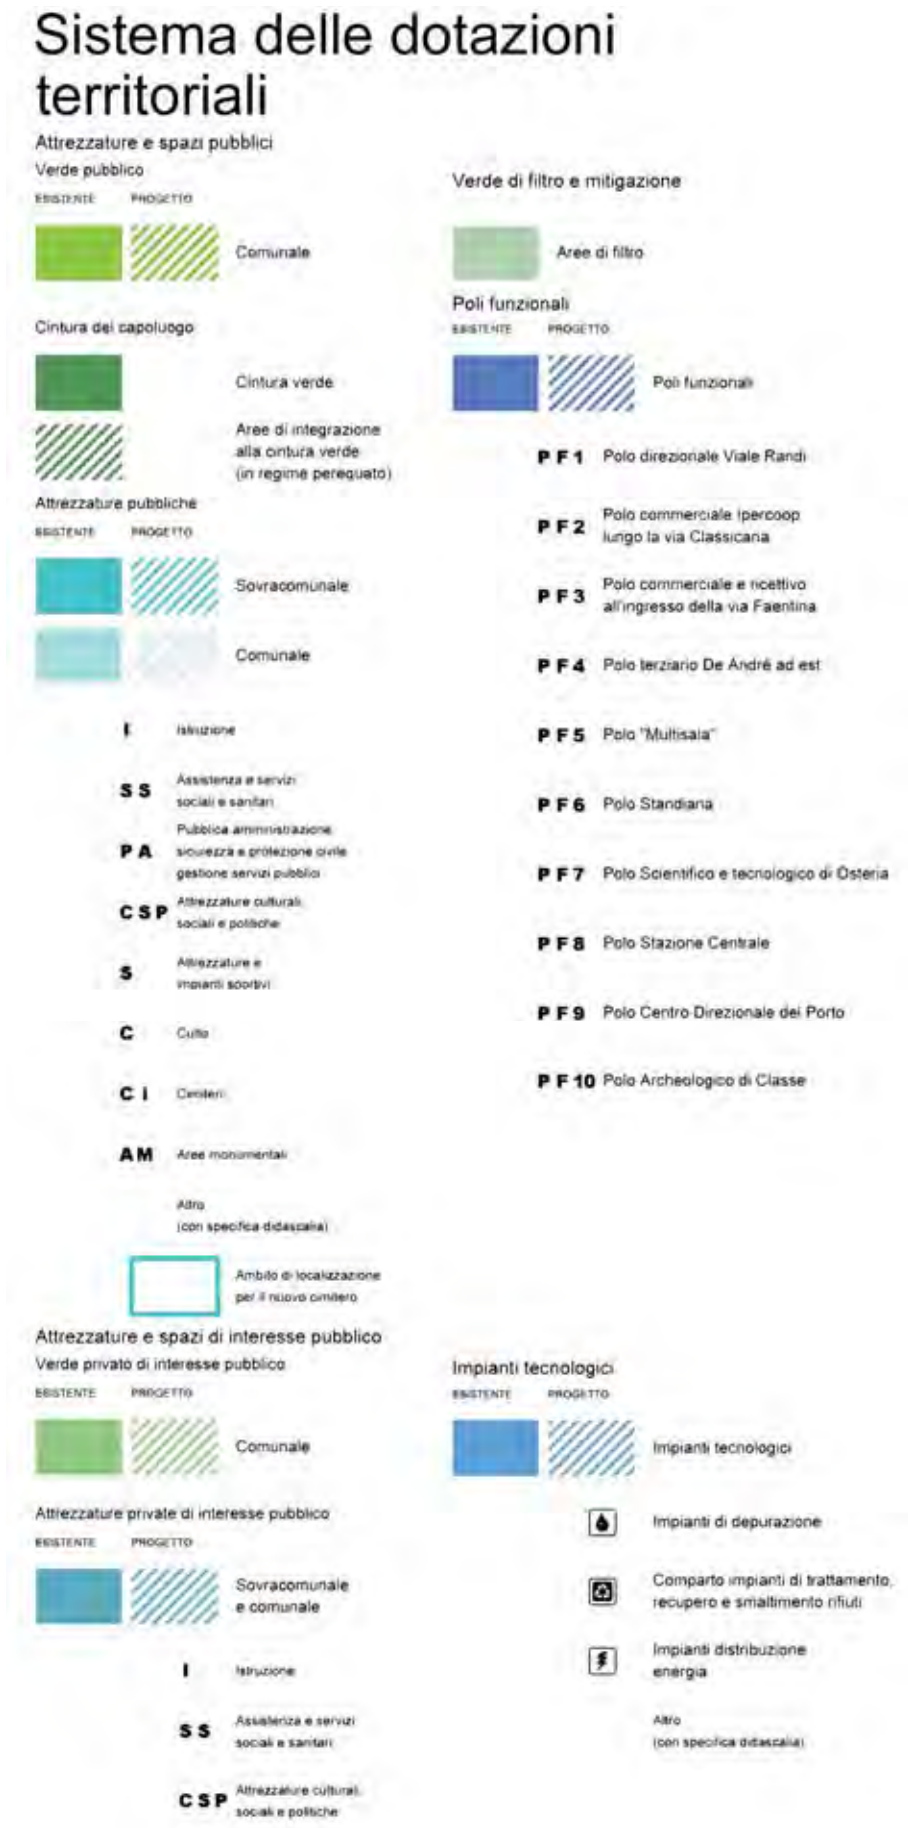 Sistema delle dotazioni
territoriali
Attrezzature e spazi pubblici
Verde pubblico
ESISTENTE PROGETTO
Comunale
Cintura del capoluogo
Cintura verde
Aree di integrazione
alla cintura verde
(in regime perequato)
Attrezzature pubbliche
ESISTENTE PROGETTO
Sovracomunale
Comunale
I Istruzione
SS Assistenza e servizi
sociali e sanitari
Pubblica amministrazione,
PA sicurezza e protezione civile
gestione servizi pubblici
CSP Attrezzature culturali,
sociali e politiche
S Attrezzature e
impianti sportivi
C Culto
CI Cimiteri
AM Aree monumentali
Altro
(con specifica didascalia)
Ambito di localizzazione
per il nuovo cimitero
Attrezzature e spazi di interesse pubblico
Verde privato di interesse pubblico
ESISTENTE PROGETTO
Comunale
Attrezzature private di interesse pubblico
ESISTENTE PROGETTO
Sovracomunale
e comunale
I Istruzione
SS Assistenza e servizi
sociali e sanitari
CSP Attrezzature culturali,
sociali e politiche
Verde di filtro e mitigazione
Aree di filtro
Poli funzionali
ESISTENTE PROGETTO
Poli funzionali
PF1 Polo direzionale Viale Randi
PF2 Polo commerciale Ipercoop
lungo la via Classicana
PF3 Polo commerciale e ricettivo
all'ingresso della via Faentina
PF4 Polo terziario De André ad est
PF5 Polo "Multisala"
PF6 Polo Standiana
PF7 Polo Scientifico e tecnologico di Osteria
PF8 Polo Stazione Centrale
PF9 Polo Centro Direzionale del Porto
PF10 Polo Archeologico di Classe
Impianti tecnologici
ESISTENTE PROGETTO
Impianti tecnologici
Impianti di depurazione
Comparto impianti di trattamento,
recupero e smaltimento rifiuti
Impianti distribuzione
energia
Altro
(con specifica didascalia)